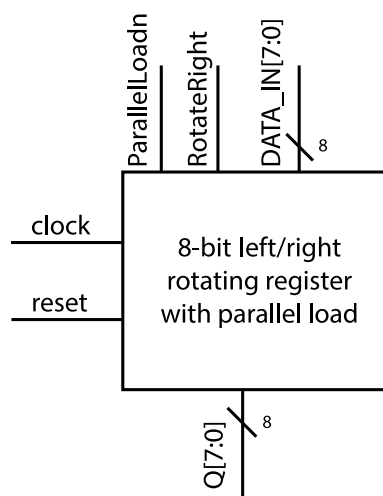 ParallelLoadn
RotateRight
DATA_IN[7:0]
8
clock
reset
8-bit left/right
rotating register
with parallel load
8
Q[7:0]